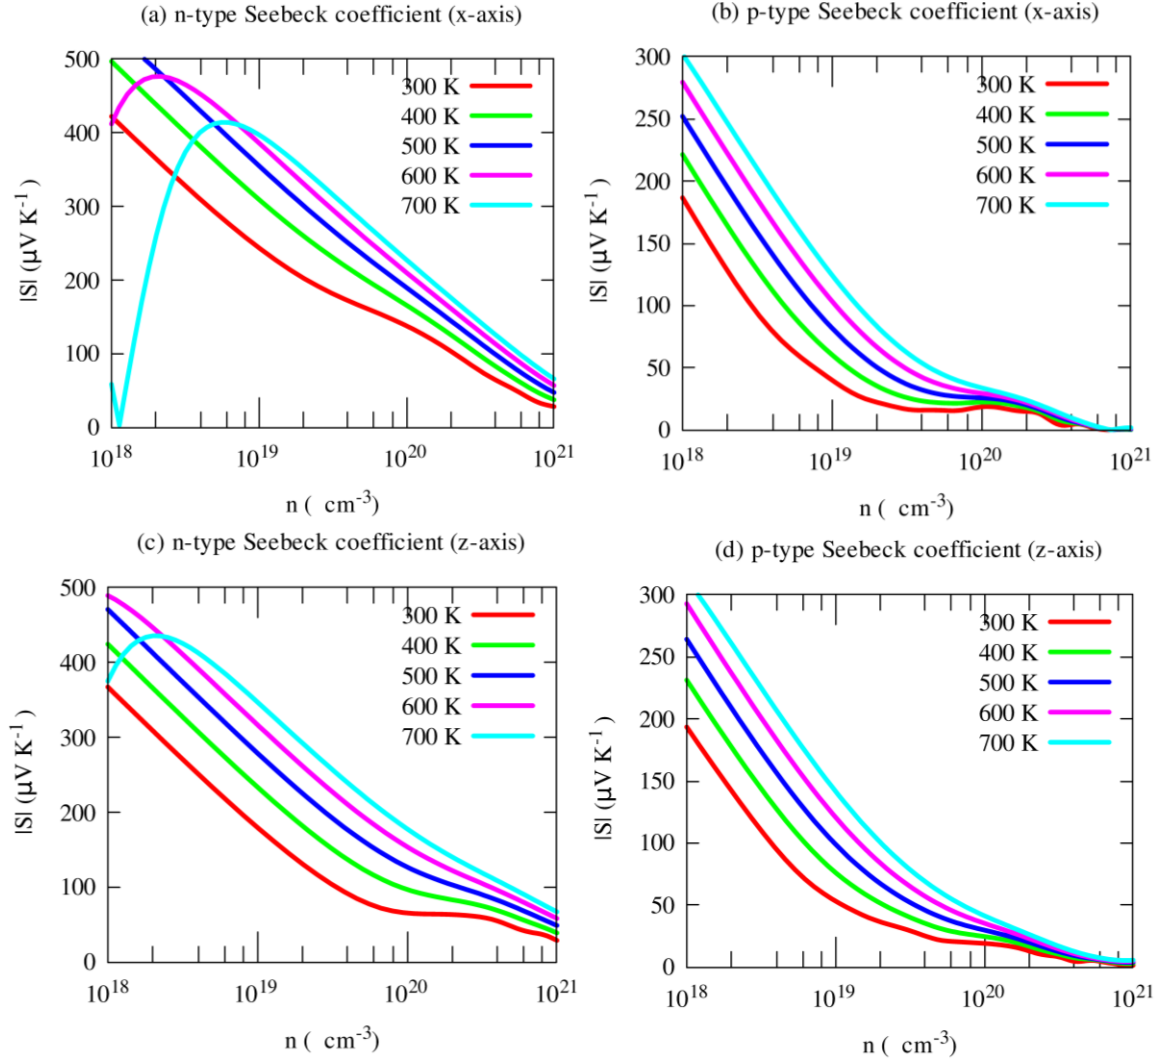 (a) n-type Seebeck coefficient (x-axis)
500
400
300
200
100
0
|S| (μV K-1 )
300 K
400 K
500 K
600 K
700 K
1018
1019
1020
1021
n ( cm-3)
(b) p-type Seebeck coefficient (x-axis)
300
250
200
150
100
50
0
|S| (μV K-1 )
300 K
400 K
500 K
600 K
700 K
1018
1019
1020
1021
n ( cm-3)
(c) n-type Seebeck coefficient (z-axis)
500
400
300
200
100
0
|S| (μV K-1 )
300 K
400 K
500 K
600 K
700 K
1018
1019
1020
1021
n ( cm-3)
(d) p-type Seebeck coefficient (z-axis)
300
250
200
150
100
50
0
|S| (μV K-1 )
300 K
400 K
500 K
600 K
700 K
1018
1019
1020
1021
n ( cm-3)